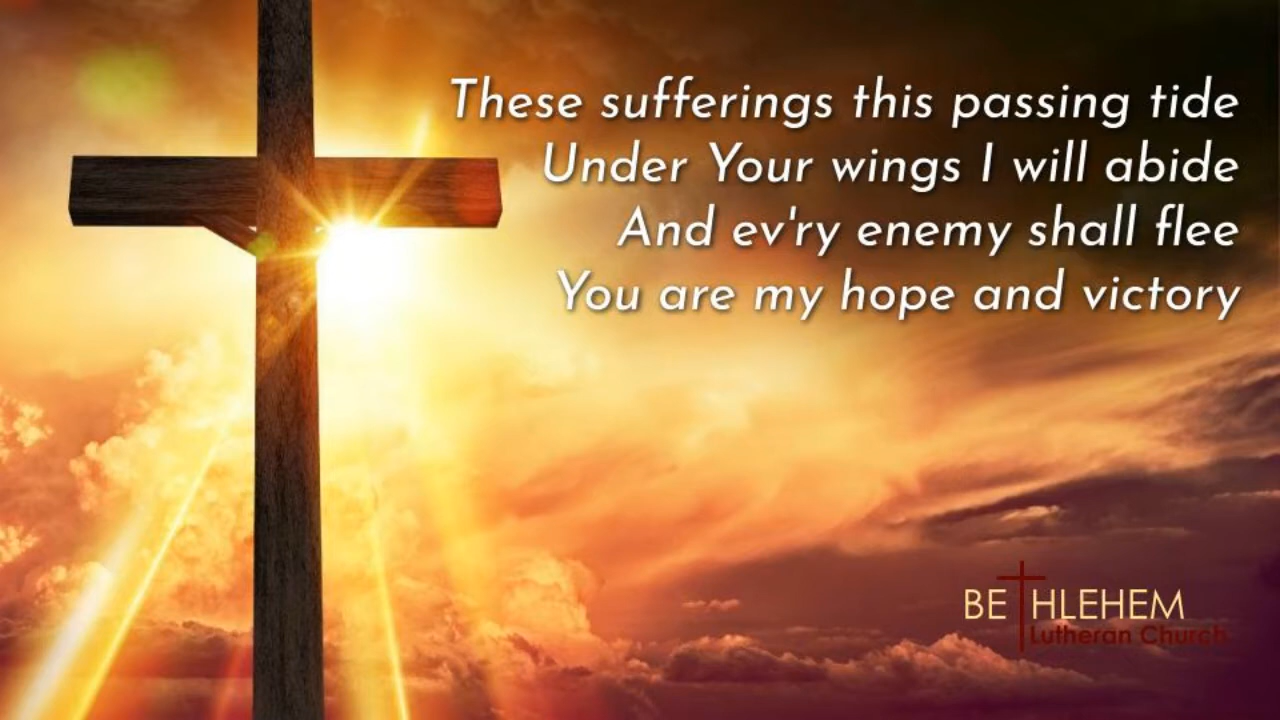 These sufferings this passing tide
Under Your wings I will abide
And ev'ry enemy shall flee
You are my hope and victory
BETHLEHEM
Lutheran Church